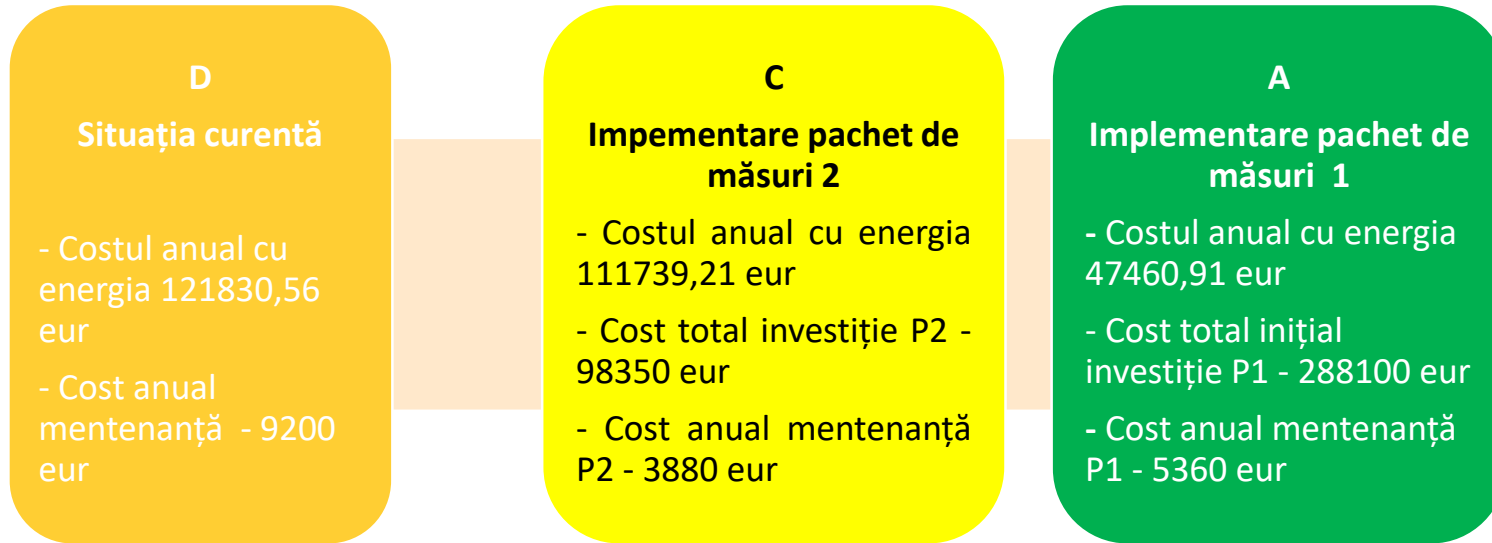 D
Situația curentă
- Costul anual cu
energia 121830,56
eur
- Cost anual
mentenanță - 9200
eur
C
Impementare pachet de
măsuri 2
- Costul anual cu energia
111739,21 eur
- Cost total investiție P2 -
98350 eur
- Cost anual mentenanță
P2 - 3880 eur
A
Implementare pachet de
măsuri 1
- Costul anual cu energia
47460,91 eur
- Cost total inițial
investiție P1 - 288100 eur
- Cost anual mentenanță
P1 - 5360 eur